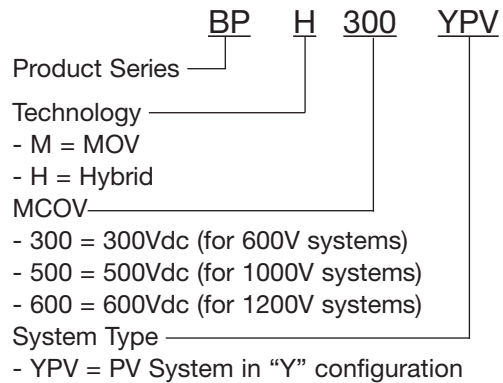 BP H 300 YPV
Product Series
Technology
- M = MOV
- H = Hybrid
MCOV
- 300 = 300Vdc (for 600V systems)
- 500 = 500Vdc (for 1000V systems)
- 600 = 600Vdc (for 1200V systems)
System Type
- YPV = PV System in “Y” configuration